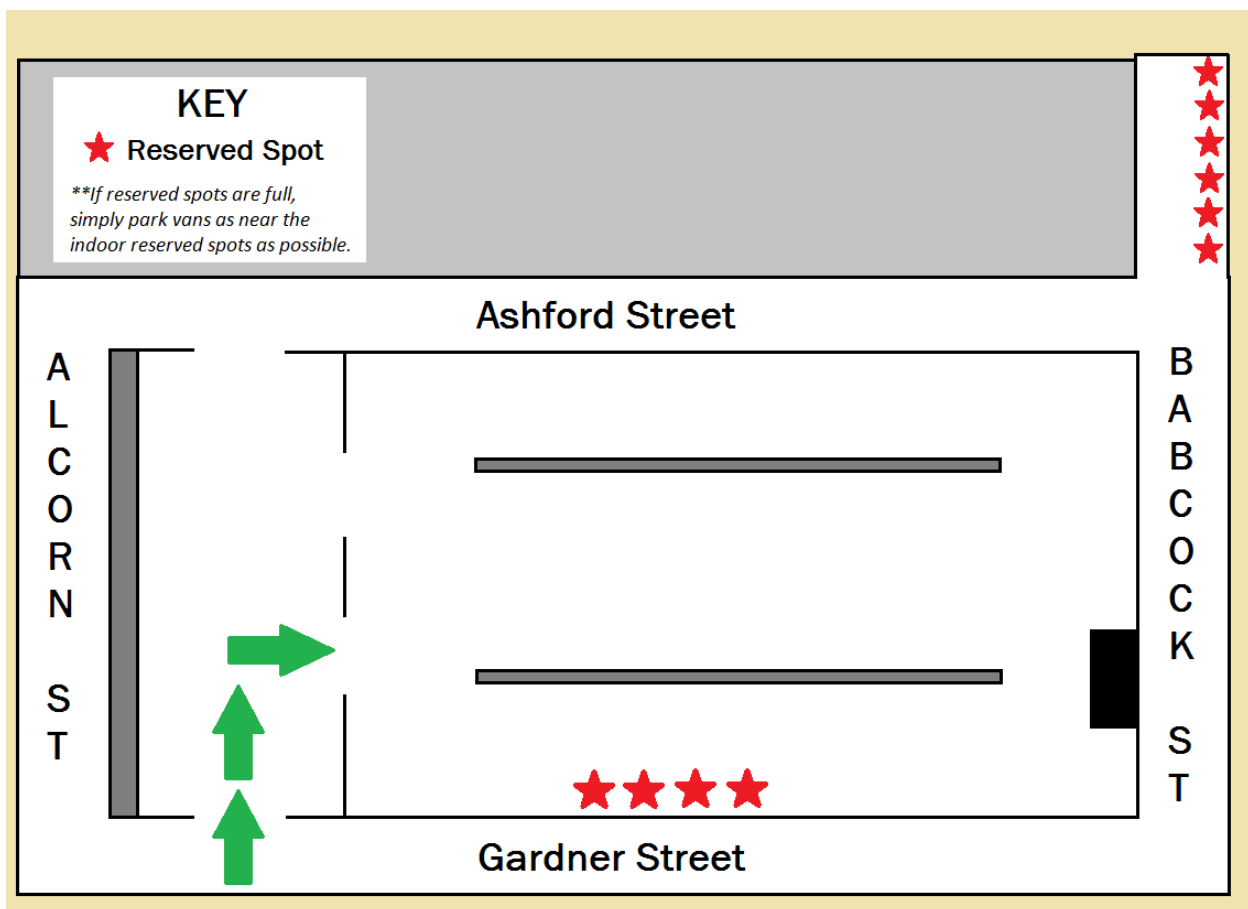 KEY
Reserved Spot
**If reserved spots are full,
simply park vans as near the
indoor reserved spots as possible.
Ashford Street
ALCORN ST
BABCOCK ST
Gardner Street